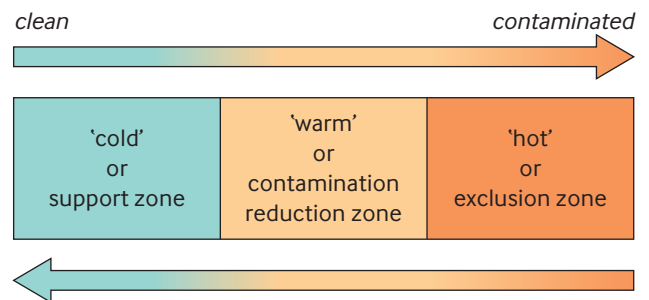 clean
contaminated
‘cold’
or
support zone
‘warm’
or
contamination
reduction zone
‘hot’
or
exclusion zone